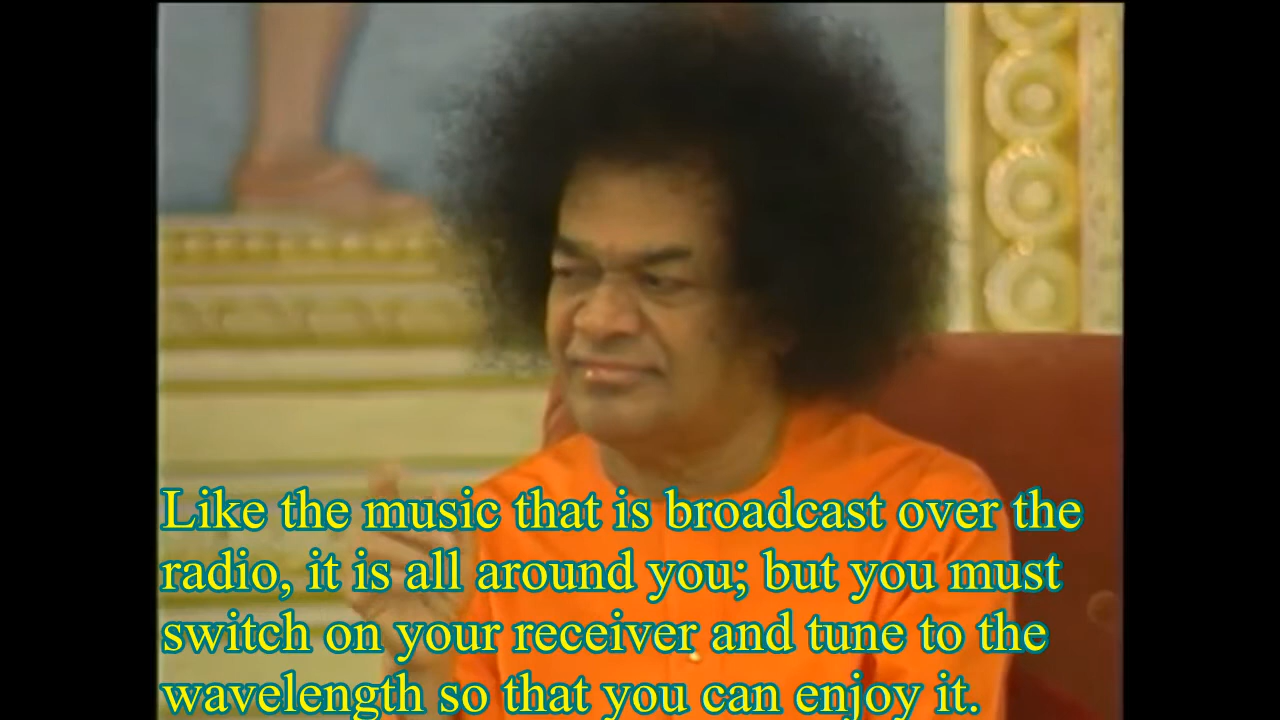 Like the music that is broadcast over the
radio, it is all around you; but you must
switch on your receiver and tune to the
wavelength so that you can enjoy it.